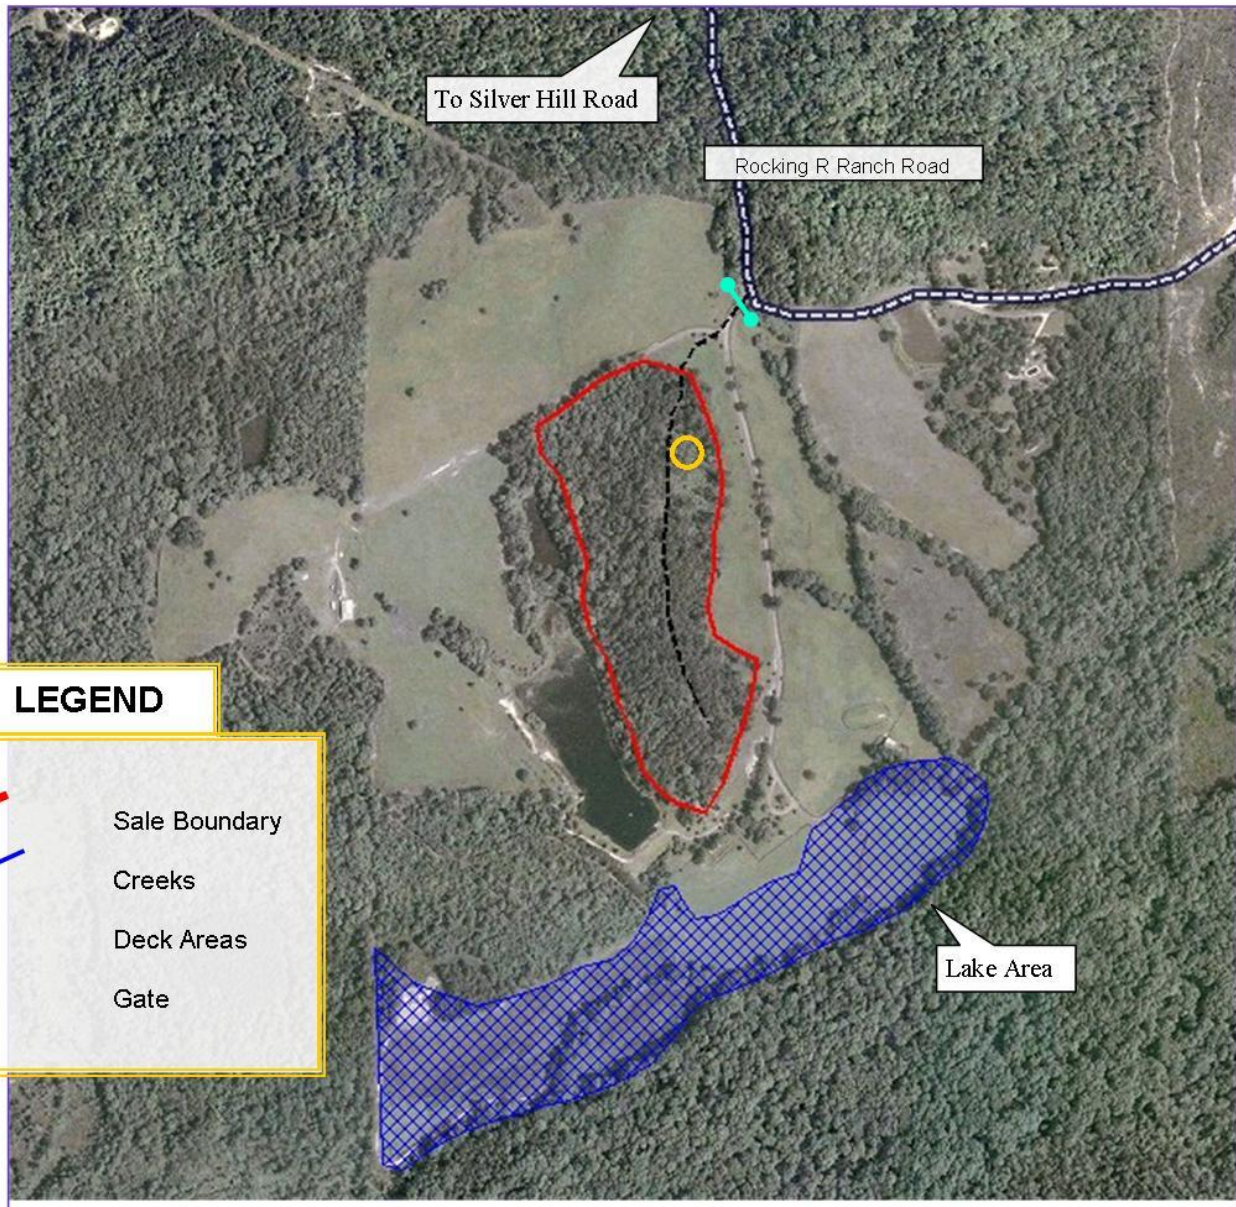 To Silver Hill Road
Rocking R Ranch Road
LEGEND
Sale Boundary
Creeks
Deck Areas
Gate
Lake Area